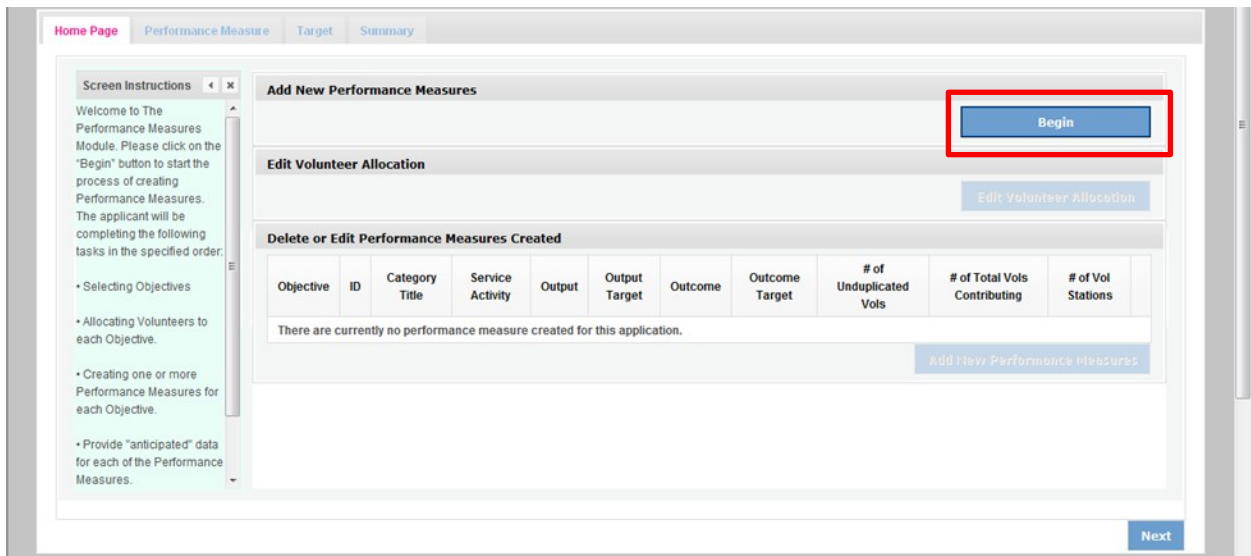 Home Page Performance Measure Target Summary
Screen Instructions
Welcome to The
Performance Measures
Module. Please click on the
"Begin" button to start the
process of creating
Performance Measures.
The applicant will be
completing the following
tasks in the specified order:
• Selecting Objectives
• Allocating Volunteers to
each Objective.
• Creating one or more
Performance Measures for
each Objective.
• Provide "anticipated" data
for each of the Performance
Measures.
Add New Performance Measures
Begin
Edit Volunteer Allocation
Edit Volunteer Allocation
Delete or Edit Performance Measures Created
Objective ID Category Title Service Activity Output Output Target Outcome Outcome Target # of Unduplicated Vols # of Total Vols Contributing # of Vol Stations
There are currently no performance measure created for this application.
Add New Performance Measures
Next